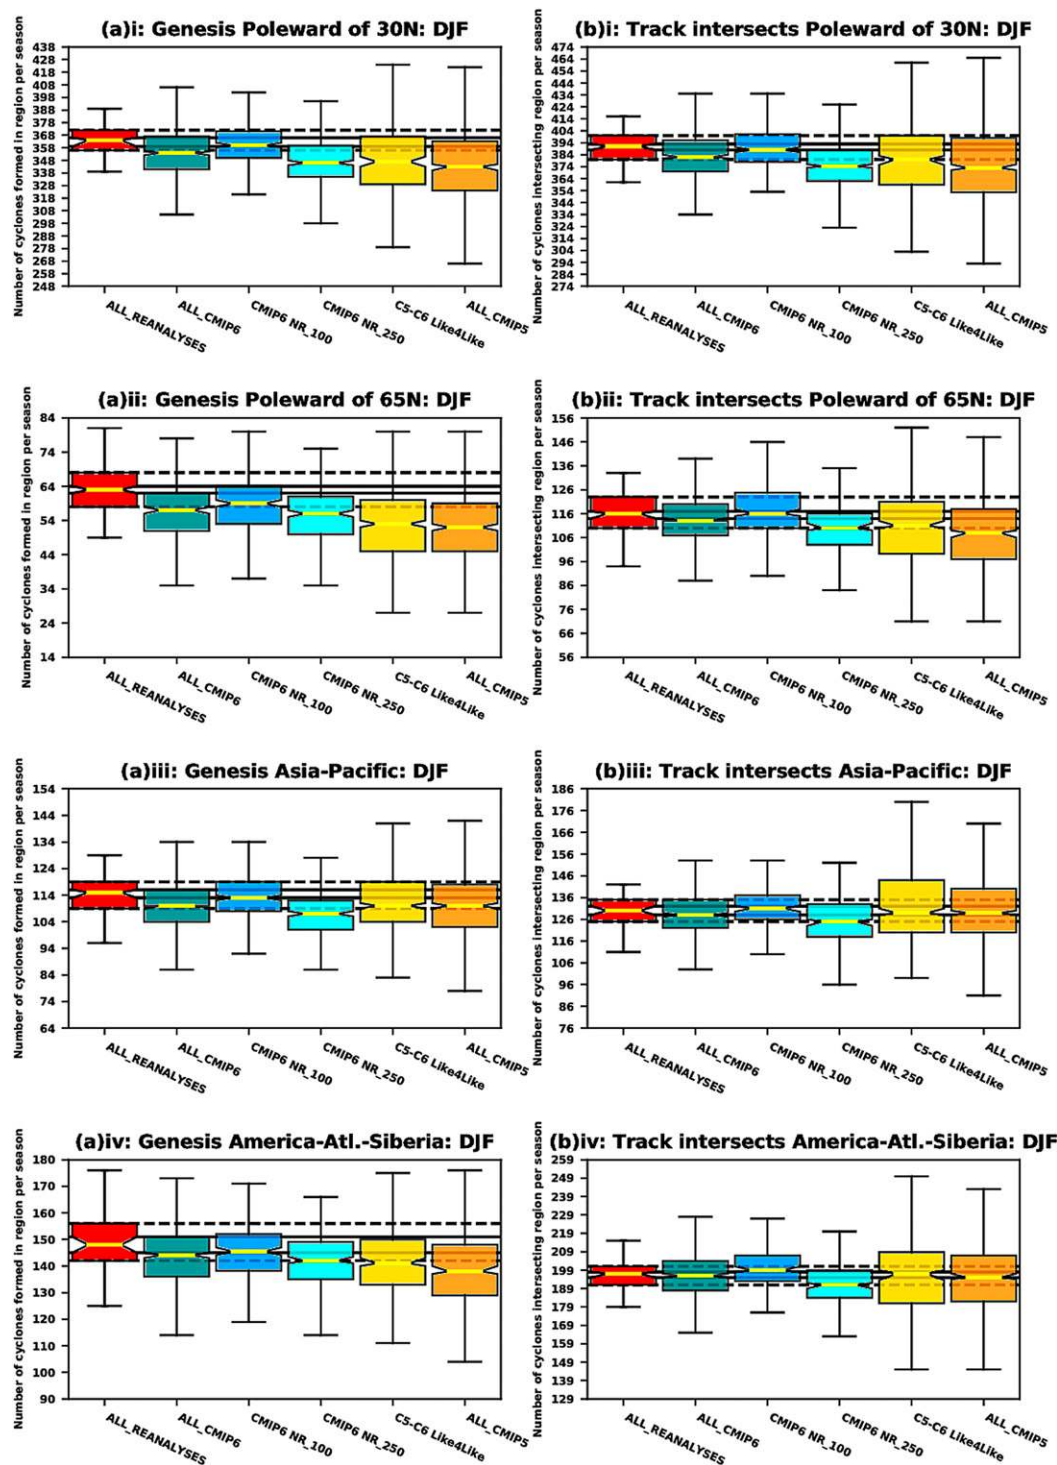 (a)i: Genesis Poleward of 30N: DJF
Number of cyclones formed in region per season
438
428
418
408
398
388
378
368
358
348
338
328
318
308
298
288
278
268
258
248
ALL_REANALYSES
ALL_CMIP6
CMIP6 NR_100
CMIP6 NR_250
C5-C6 Like4Like
ALL_CMIP5
(b)i: Track intersects Poleward of 30N: DJF
Number of cyclones intersecting region per season
474
464
454
444
434
424
414
404
394
384
374
364
354
344
334
324
314
304
294
284
274
ALL_REANALYSES
ALL_CMIP6
CMIP6 NR_100
CMIP6 NR_250
C5-C6 Like4Like
ALL_CMIP5
(a)ii: Genesis Poleward of 65N: DJF
Number of cyclones formed in region per season
84
74
64
54
44
34
24
14
ALL_REANALYSES
ALL_CMIP6
CMIP6 NR_100
CMIP6 NR_250
C5-C6 Like4Like
ALL_CMIP5
(b)ii: Track intersects Poleward of 65N: DJF
Number of cyclones intersecting region per season
156
146
136
126
116
106
96
86
76
66
56
ALL_REANALYSES
ALL_CMIP6
CMIP6 NR_100
CMIP6 NR_250
C5-C6 Like4Like
ALL_CMIP5
(a)iii: Genesis Asia-Pacific: DJF
Number of cyclones formed in region per season
154
144
134
124
114
104
94
84
74
64
ALL_REANALYSES
ALL_CMIP6
CMIP6 NR_100
CMIP6 NR_250
C5-C6 Like4Like
ALL_CMIP5
(b)iii: Track intersects Asia-Pacific: DJF
Number of cyclones intersecting region per season
186
176
166
156
146
136
126
116
106
96
86
76
ALL_REANALYSES
ALL_CMIP6
CMIP6 NR_100
CMIP6 NR_250
C5-C6 Like4Like
ALL_CMIP5
(a)iv: Genesis America-Atl.-Siberia: DJF
Number of cyclones formed in region per season
180
170
160
150
140
130
120
110
100
90
ALL_REANALYSES
ALL_CMIP6
CMIP6 NR_100
CMIP6 NR_250
C5-C6 Like4Like
ALL_CMIP5
(b)iv: Track intersects America-Atl.-Siberia: DJF
Number of cyclones intersecting region per season
259
249
239
229
219
209
199
189
179
169
159
149
139
129
ALL_REANALYSES
ALL_CMIP6
CMIP6 NR_100
CMIP6 NR_250
C5-C6 Like4Like
ALL_CMIP5